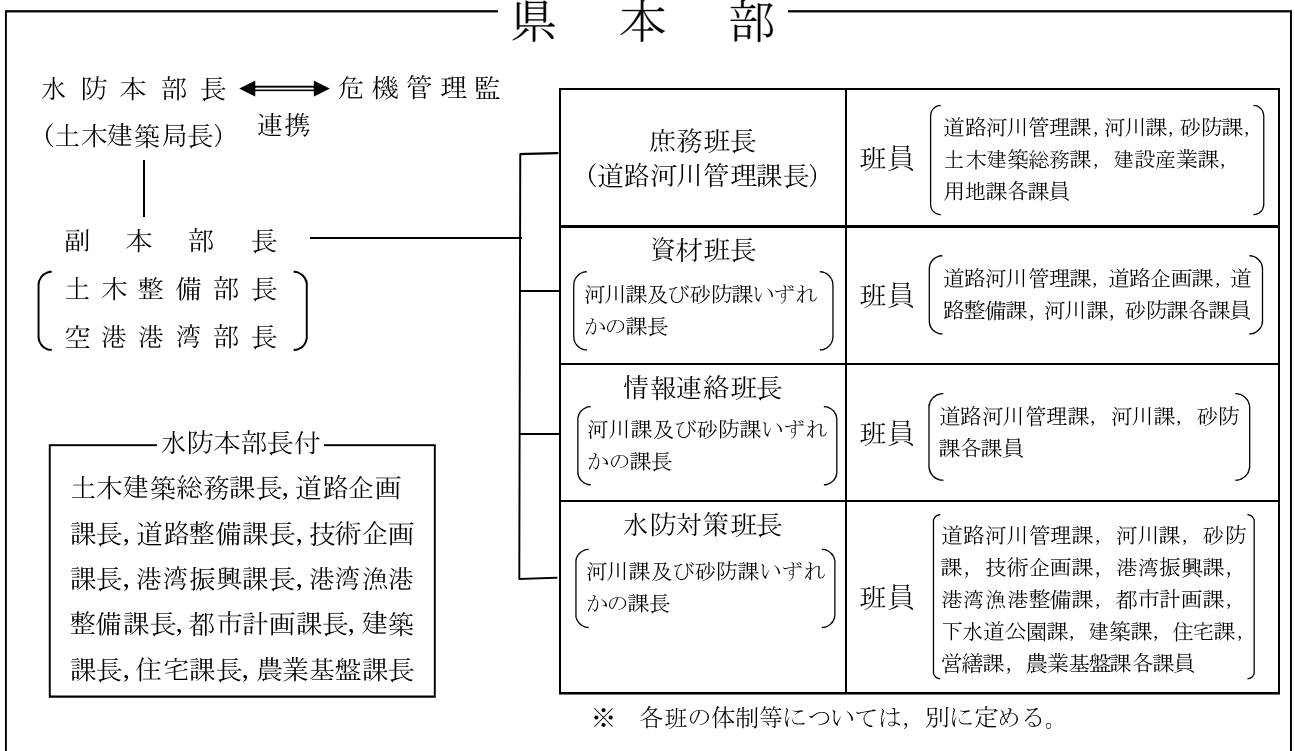 県　本　部
水防本部長
危機管理監
(土木建築局長)
連携
副本部長
土木整備部長
空港港湾部長
水防本部長付
土木建築総務課長，道路企画
課長，道路整備課長，技術企画
課長，港湾振興課長，港湾漁港
整備課長，都市計画課長，建築
課長，住宅課長，農業基盤課長
庶務班長
(道路河川管理課長)
班員
道路河川管理課，河川課，砂防課，
土木建築総務課，建設産業課，
用地課各課員
資材班長
河川課及び砂防課いずれ
かの課長
班員
道路河川管理課，道路企画課，道
路整備課，河川課，砂防課各課員
情報連絡班長
河川課及び砂防課いずれ
かの課長
班員
道路河川管理課，河川課，砂防
課各課員
水防対策班長
河川課及び砂防課いずれ
かの課長
班員
道路河川管理課，河川課，砂防
課，技術企画課，港湾振興課，
港湾漁港整備課，都市計画課，
下水道公園課，建築課，住宅課，
営繕課，農業基盤課各課員
※　各班の体制等については，別に定める。